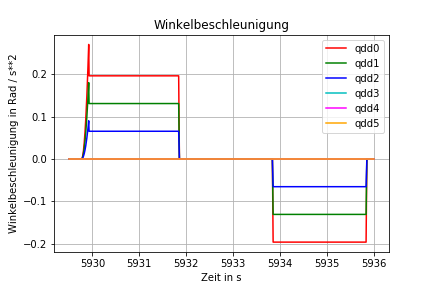 Winkelbeschleunigung
Winkelbeschleunigung in Rad / s**2
0.2
0.1
0.0
−0.1
−0.2
qdd0
qdd1
qdd2
qdd3
qdd4
qdd5
5930 5931 5932 5933 5934 5935 5936
Zeit in s